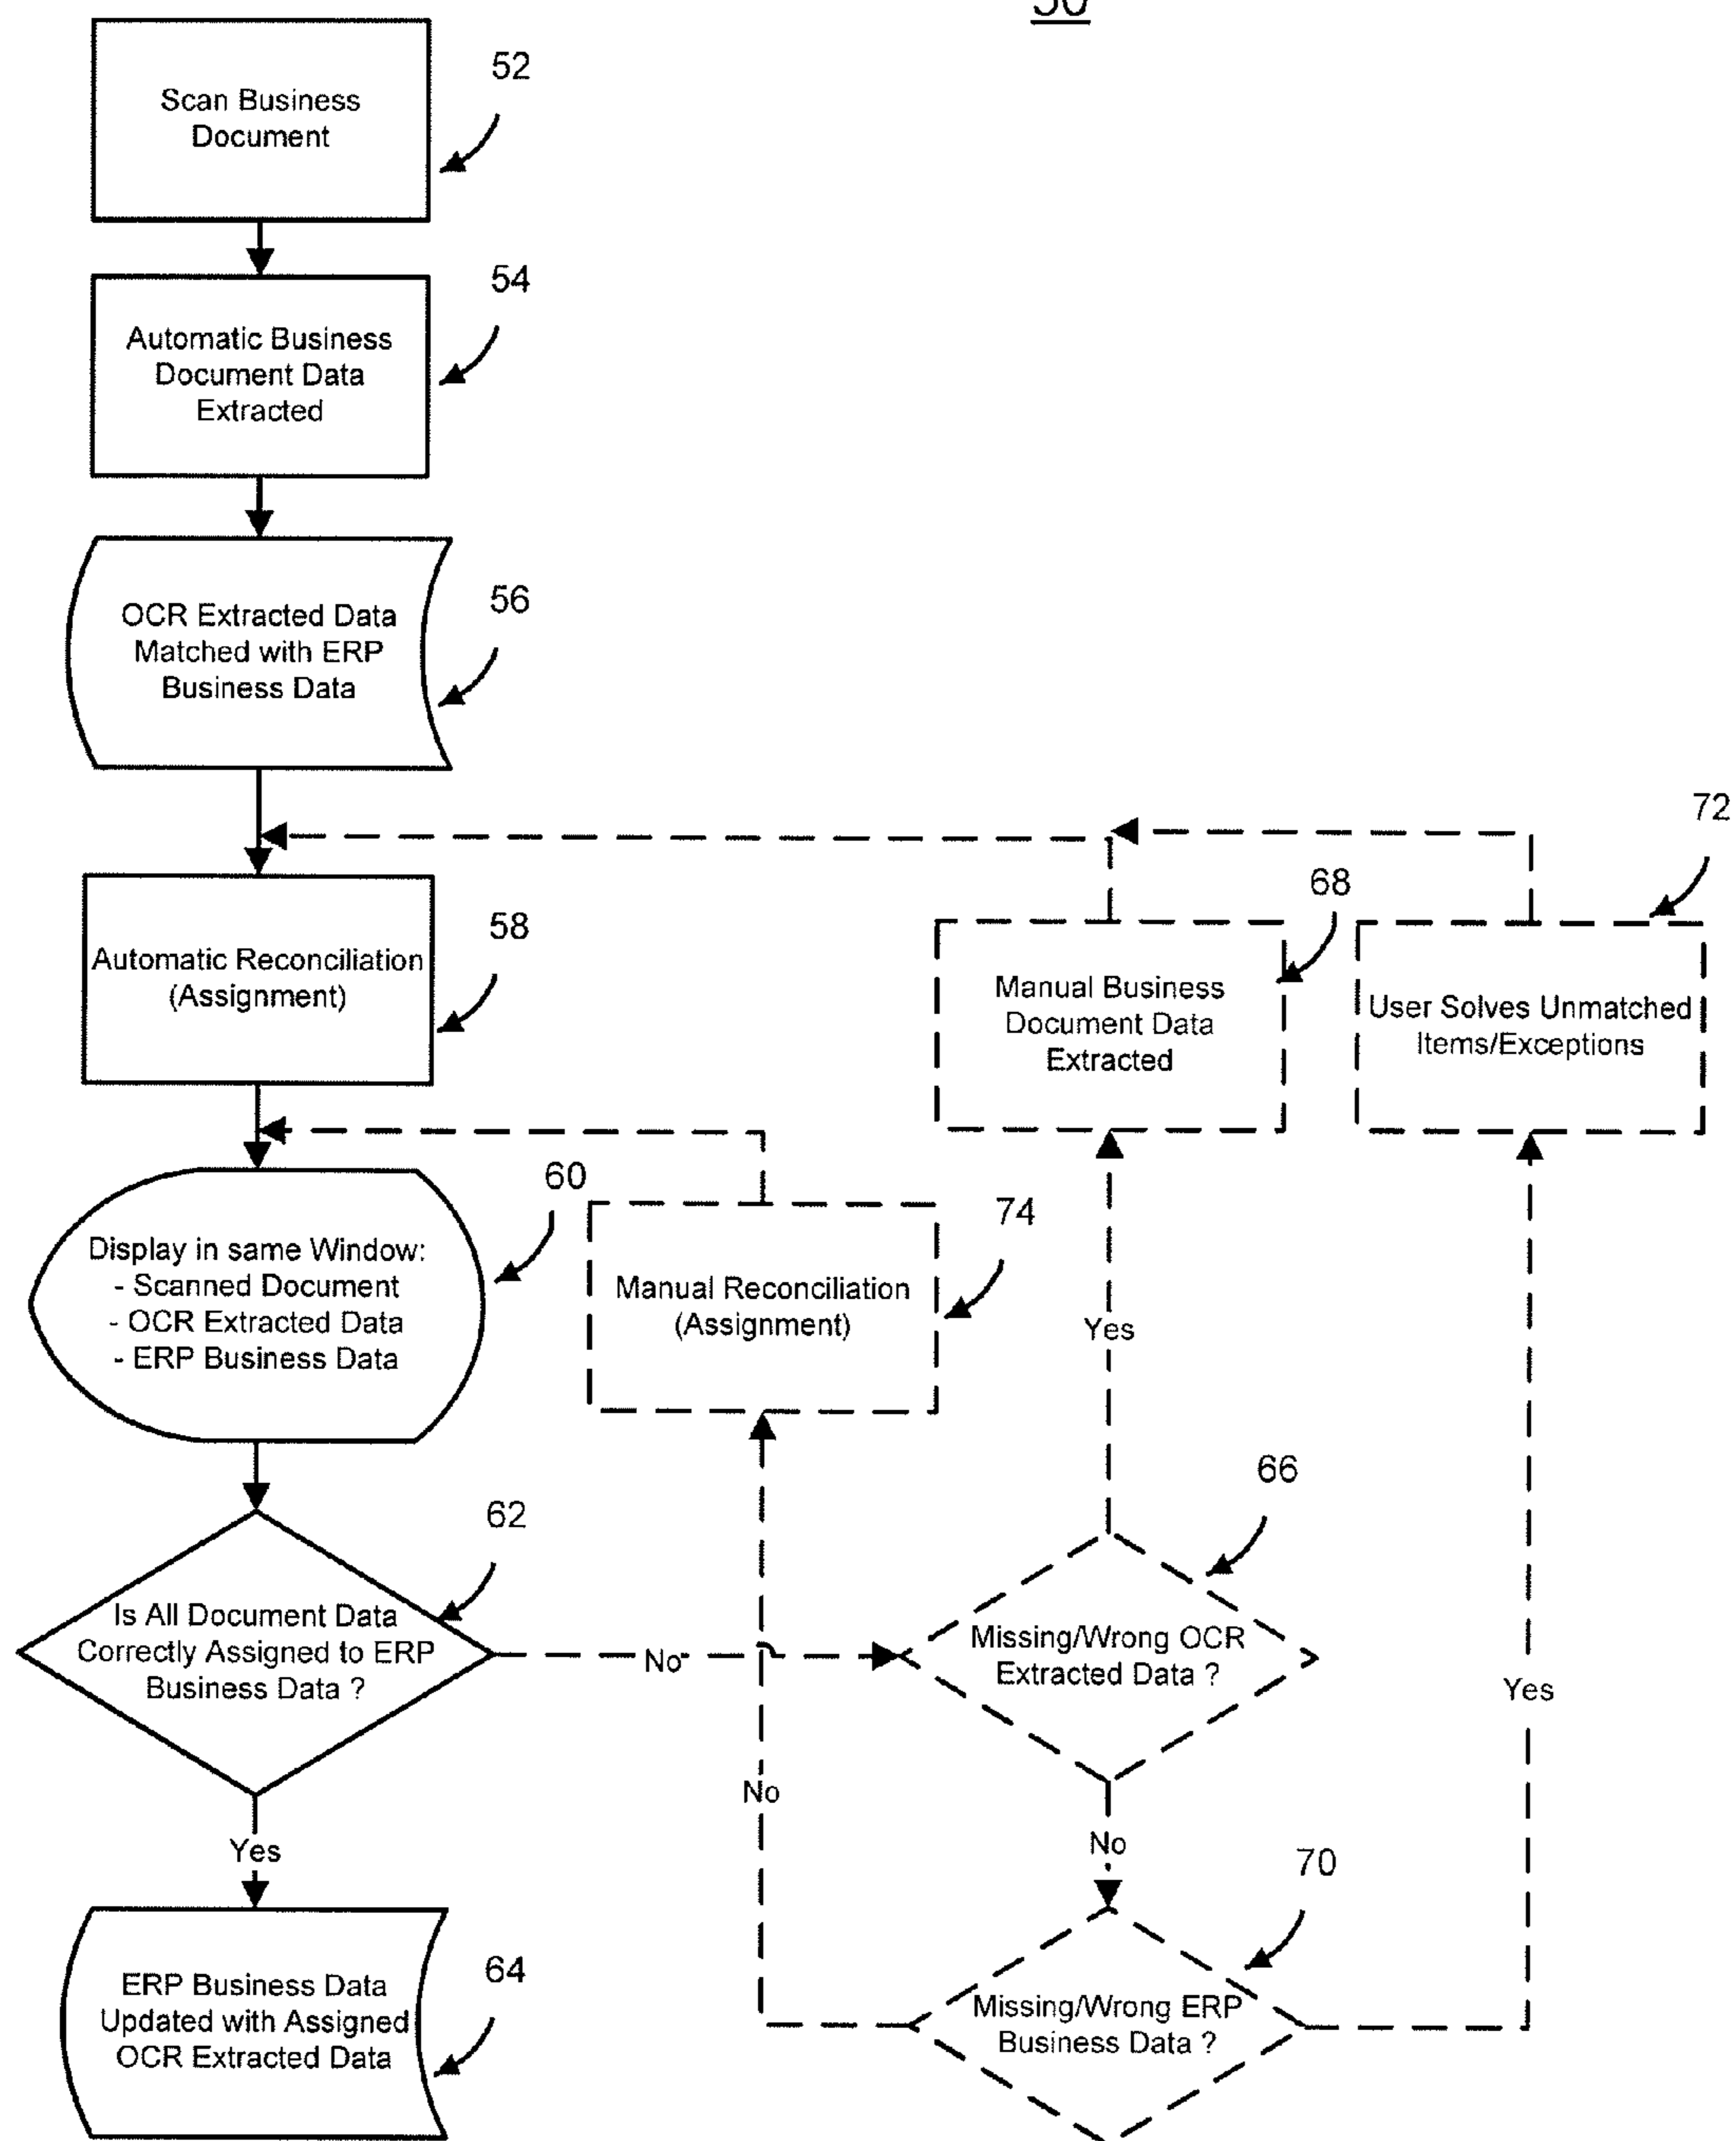 50
52
Scan Business
Document
54
Automatic Business
Document Data
Extracted
56
OCR Extracted Data
Matched with ERP
Business Data
72
68
58
Automatic Reconciliation
(Assignment)
Manual Business
Document Data
Extracted
User Solves Unmatched
Items/Exceptions
60
74
Display in same Window:
- Scanned Document
- OCR Extracted Data
- ERP Business Data
Manual Reconciliation
(Assignment)
Yes
66
62
Is All Document Data
Correctly Assigned to ERP
Business Data ?
No
Missing/Wrong OCR
Extracted Data ?
Yes
No
No
Yes
70
64
ERP Business Data
Updated with Assigned
OCR Extracted Data
Missing/Wrong ERP
Business Data ?